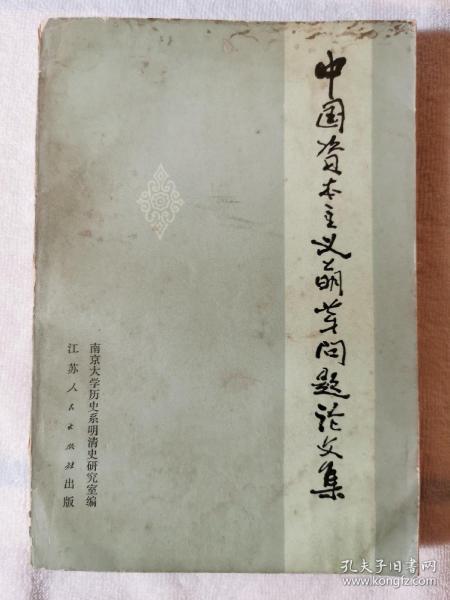 中国资本主义萌芽问题论文集
南京大学历史系明清史研究室编
江苏人民出版社出版
孔夫子旧书网
www.kongfz.com